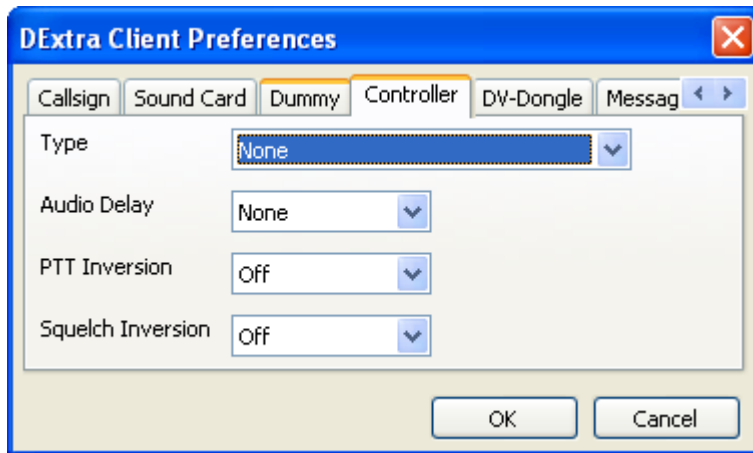 DExtra Client Preferences
Callsign Sound Card Dummy Controller DV-Dongle Messag
Type None
Audio Delay None
PTT Inversion Off
Squelch Inversion Off
OK Cancel